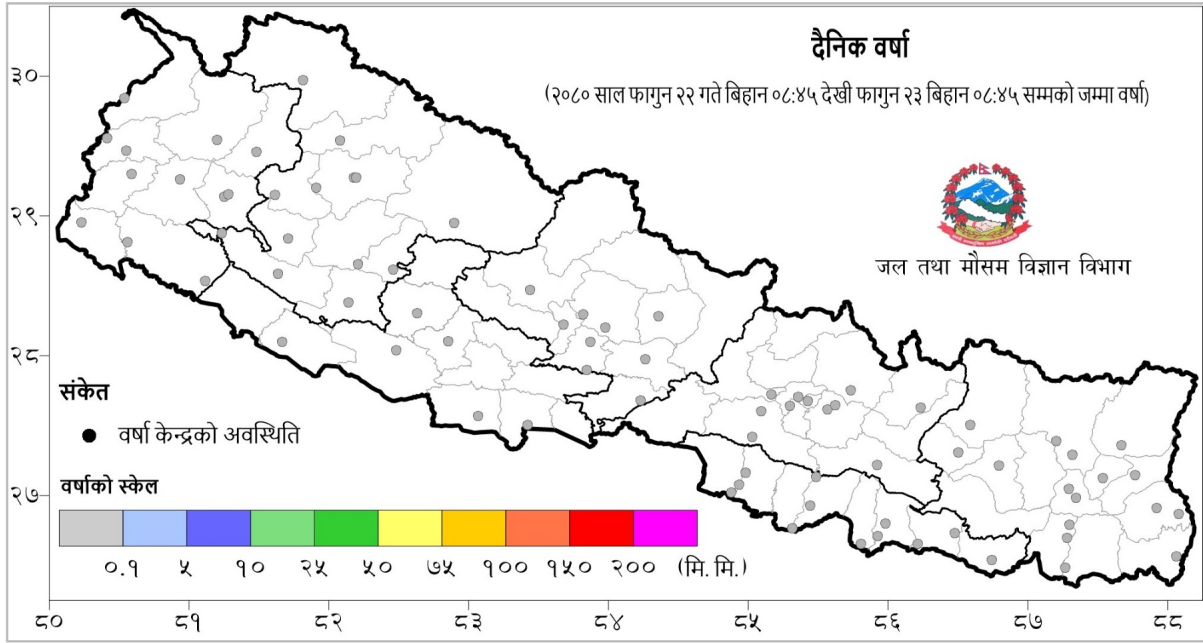 दैनिक वर्षा
(२०८० साल फागुन २२ गते बिहान ०८:४५ देखी फागुन २३ बिहान ०८:४५ सम्मको जम्मा वर्षा)
जल तथा मौसम विज्ञान विभाग
३०
२९
२८
२७
संकेत
वर्षा केन्द्रको अवस्थिति
वर्षाको स्केल
०.१ ५ १० २५ ५० ७५ १०० १५० २०० (मि. मि.)
८० ८१ ८२ ८३ ८४ ८५ ८६ ८७ ८८